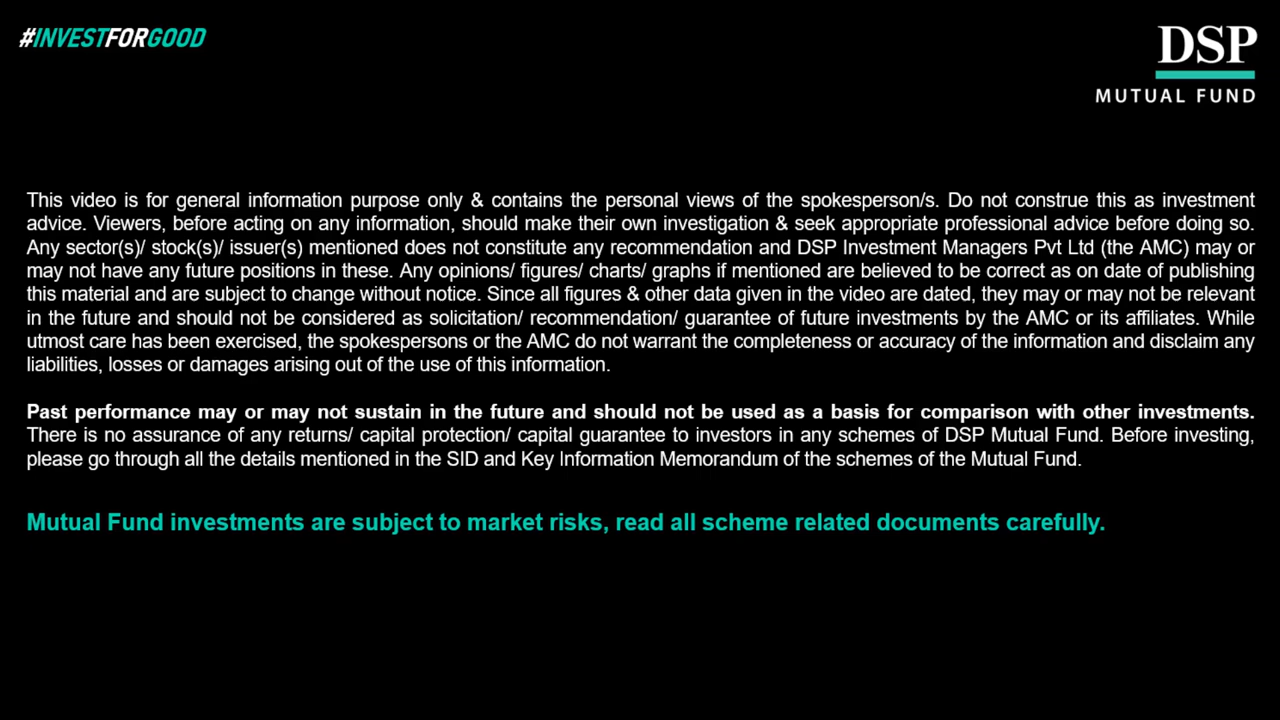 #INVESTFORGOOD
DSP
MUTUAL FUND
This video is for general information purpose only & contains the personal views of the spokesperson/s. Do not construe this as investment
advice. Viewers, before acting on any information, should make their own investigation & seek appropriate professional advice before doing so.
Any sector(s)/ stock(s)/ issuer(s) mentioned does not constitute any recommendation and DSP Investment Managers Pvt Ltd (the AMC) may or
may not have any future positions in these. Any opinions/ figures/ charts/ graphs if mentioned are believed to be correct as on date of publishing
this material and are subject to change without notice. Since all figures & other data given in the video are dated, they may or may not be relevant
in the future and should not be considered as solicitation/ recommendation/ guarantee of future investments by the AMC or its affiliates. While
utmost care has been exercised, the spokespersons or the AMC do not warrant the completeness or accuracy of the information and disclaim any
liabilities, losses or damages arising out of the use of this information.
Past performance may or may not sustain in the future and should not be used as a basis for comparison with other investments.
There is no assurance of any returns/ capital protection/ capital guarantee to investors in any schemes of DSP Mutual Fund. Before investing,
please go through all the details mentioned in the SID and Key Information Memorandum of the schemes of the Mutual Fund.
Mutual Fund investments are subject to market risks, read all scheme related documents carefully.